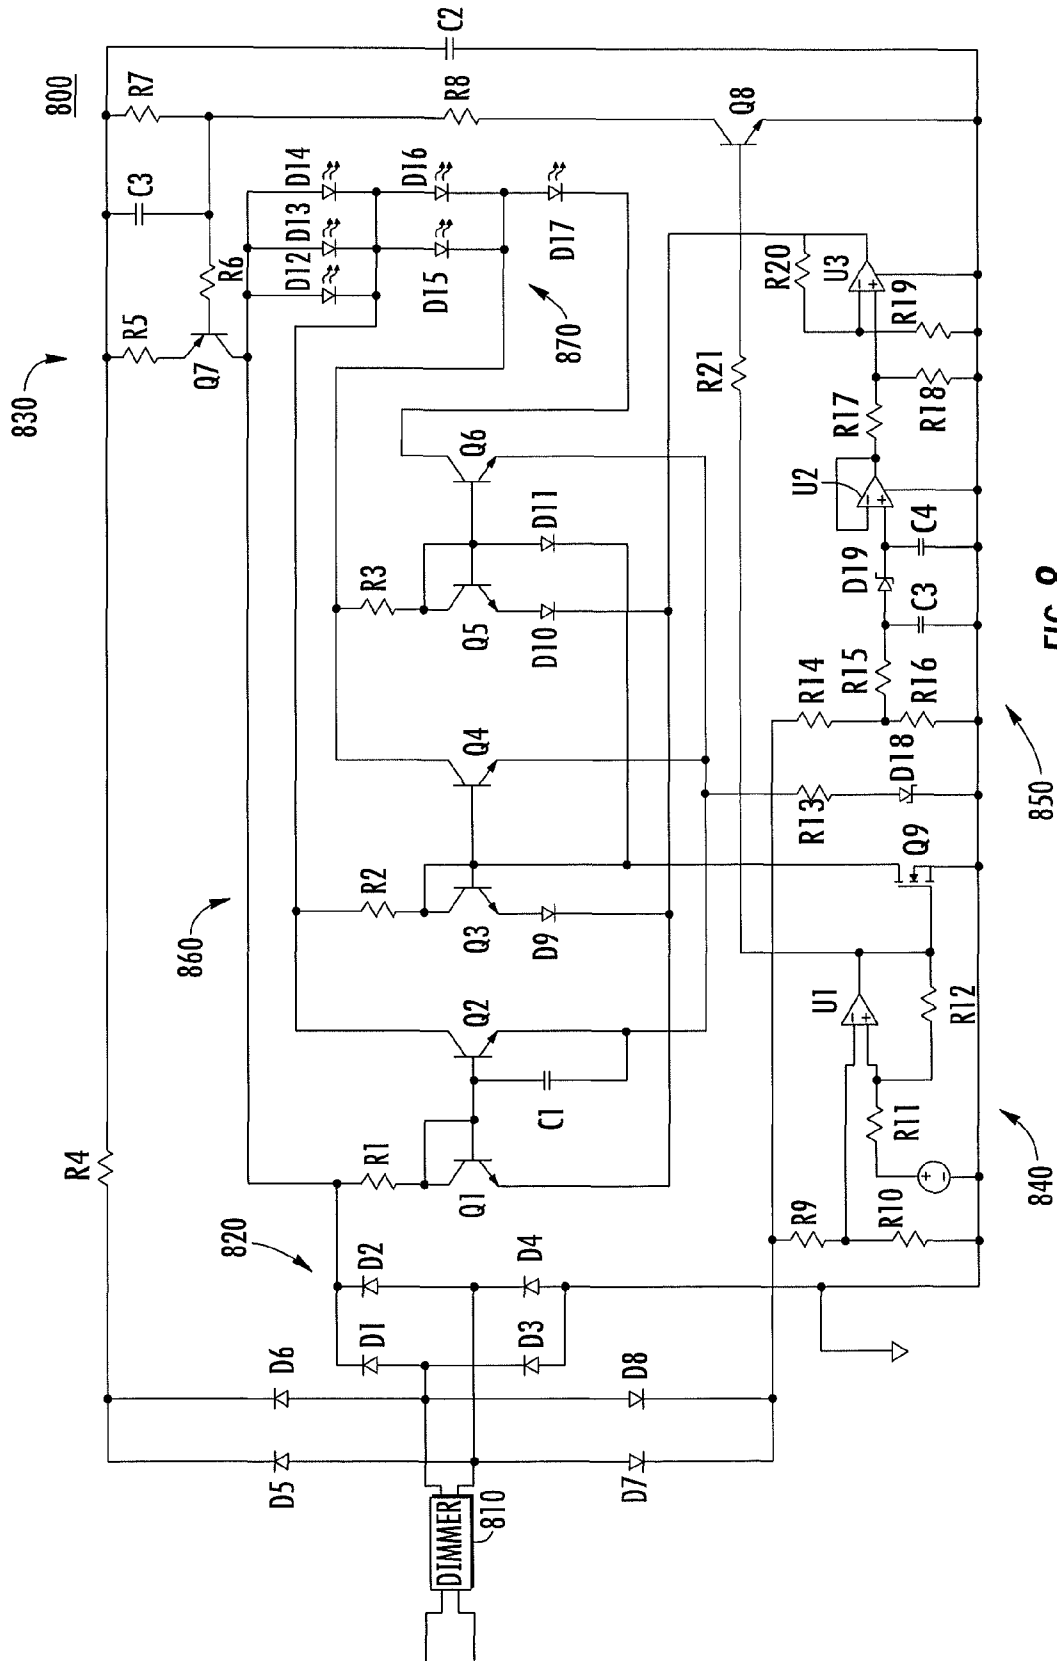 830
800
R4
R5
C3
R7
860
Q7
820
R6
D5
D6
D12
D13
D14
D1
D2
R1
R2
R3
D15
D16
C2
DIMMER
810
Q1
Q2
Q3
Q4
Q5
Q6
R8
D3
D4
C1
D9
D10
D11
D17
870
D7
D8
R21
Q8
R9
R13
R14
U2
R20
U1
R15
D19
R17
U3
R10
R11
Q9
D18
R16
C3
C4
R18
R19
R12
840
850
FIG. 8